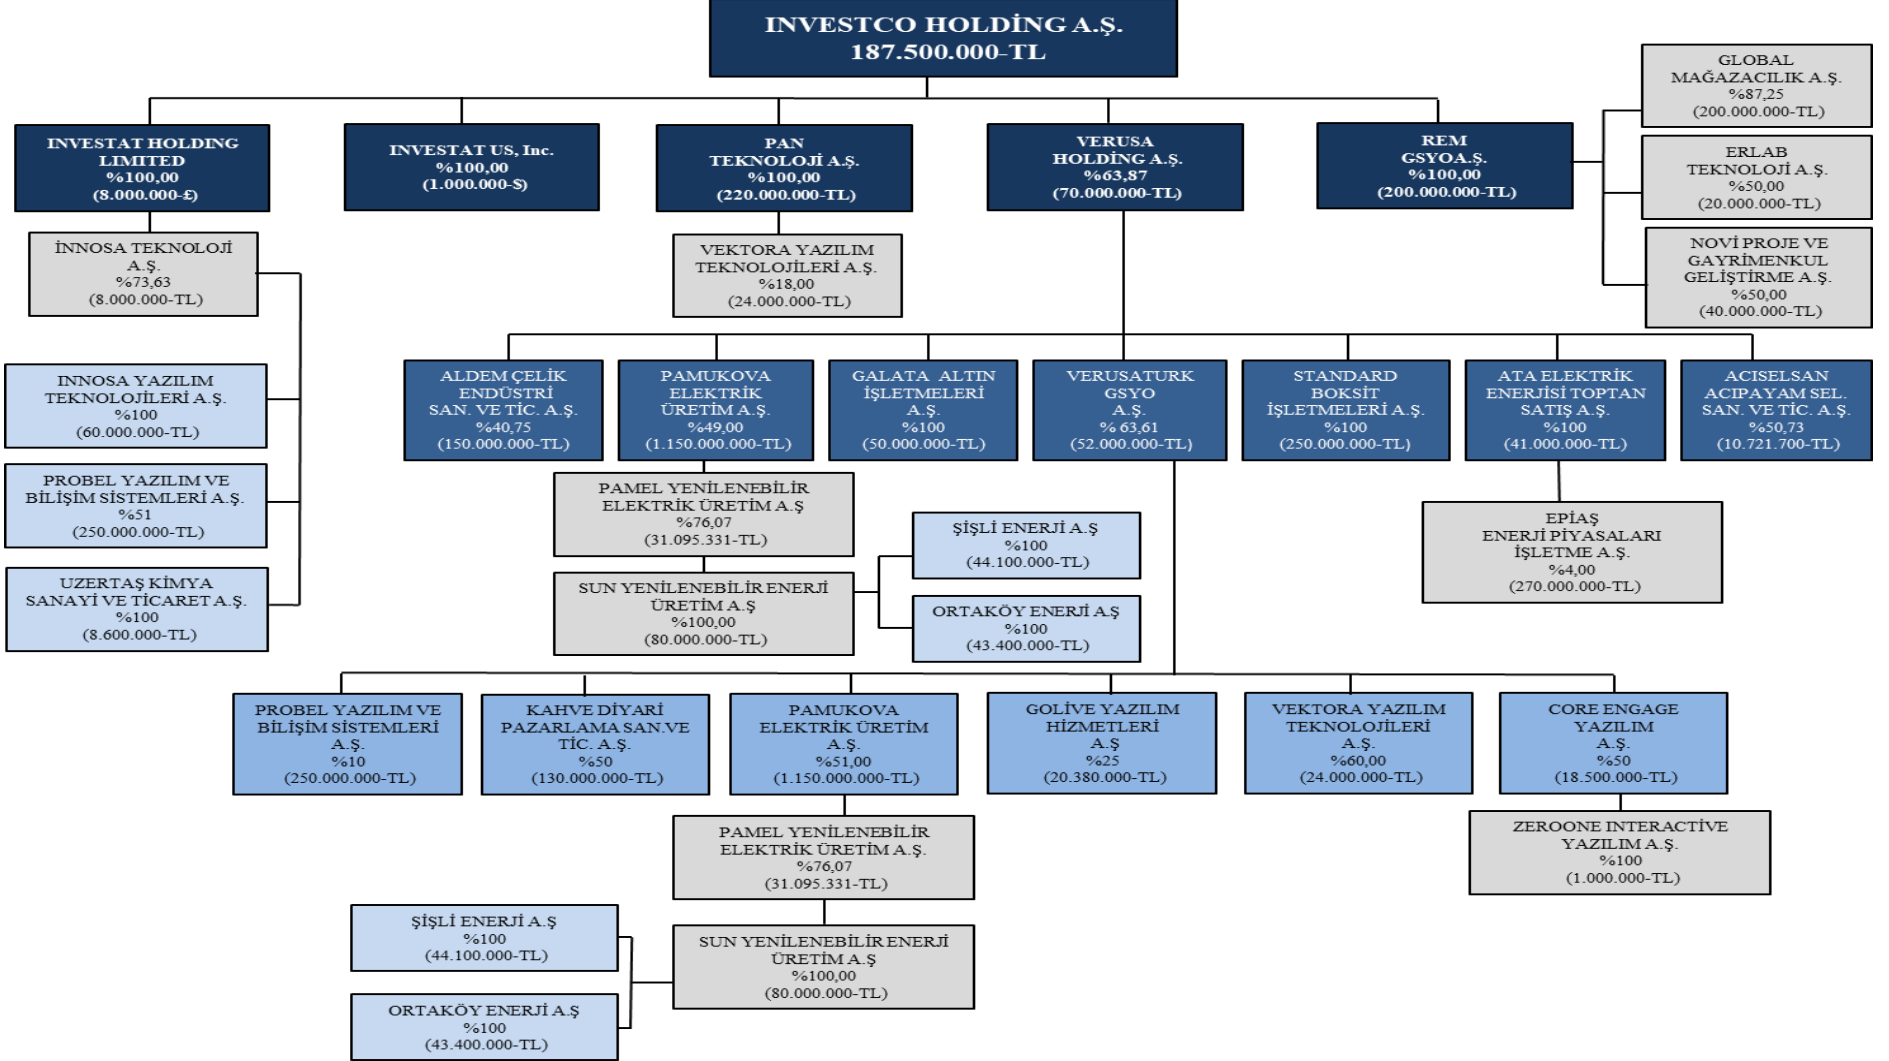 INVESTCO HOLDİNG A.Ş.
187.500.000-TL
INVESTAT HOLDING
LIMITED
%100,00
(8.000.000-£)
INVESTAT US, Inc.
%100,00
(1.000.000-$)
PAN
TEKNOLOJİ A.Ş.
%100,00
(220.000.000-TL)
VERUSA
HOLDİNG A.Ş.
%63,87
(70.000.000-TL)
REM
GSYOA.Ş.
%100,00
(200.000.000-TL)
GLOBAL
MAĞAZACILIK A.Ş.
%87,25
(200.000.000-TL)
ERLAB
TEKNOLOJİ A.Ş.
%50,00
(20.000.000-TL)
NOVİ PROJE VE
GAYRİMENKUL
GELİŞTİRME A.Ş.
%50,00
(40.000.000-TL)
İNNOSA TEKNOLOJİ
A.Ş.
%73,63
(8.000.000-TL)
VEKTORA YAZILIM
TEKNOLOJİLERİ A.Ş.
%18,00
(24.000.000-TL)
INNOSA YAZILIM
TEKNOLOJİLERİ A.Ş.
%100
(60.000.000-TL)
PROBEL YAZILIM VE
BİLİŞİM SİSTEMLERİ A.Ş.
%51
(250.000.000-TL)
UZERTAŞ KİMYA
SANAYİ VE TİCARET A.Ş.
%100
(8.600.000-TL)
ALDEM ÇELİK
ENDÜSTRİ
SAN. VE TİC. A.Ş.
%40,75
(150.000.000-TL)
PAMUKOVA
ELEKTRİK
ÜRETİM A.Ş.
%49,00
(1.150.000.000-TL)
GALATA ALTIN
İŞLETMELERİ
A.Ş.
%100
(50.000.000-TL)
VERUSATURK
GSYO
A.Ş.
% 63,61
(52.000.000-TL)
STANDARD
BOKSİT
İŞLETMELERİ A.Ş.
%100
(250.000.000-TL)
ATA ELEKTRİK
ENERJİSİ TOPTAN
SATIŞ A.Ş.
%100
(41.000.000-TL)
ACISELSAN
ACIPAYAM SEL.
SAN. VE TİC. A.Ş.
%50,73
(10.721.700-TL)
PAMEL YENİLENEBİLİR
ELEKTRİK ÜRETİM A.Ş
%76,07
(31.095.331-TL)
SUN YENİLENEBİLİR ENERJİ
ÜRETİM A.Ş
%100,00
(80.000.000-TL)
ŞİŞLİ ENERJİ A.Ş
%100
(44.100.000-TL)
ORTAKÖY ENERJİ A.Ş
%100
(43.400.000-TL)
EPİAŞ
ENERJİ PİYASALARI
İŞLETME A.Ş.
%4,00
(270.000.000-TL)
PROBEL YAZILIM VE
BİLİŞİM SİSTEMLERİ
A.Ş.
%10
(250.000.000-TL)
KAHVE DİYARI
PAZARLAMA SAN.VE
TİC. A.Ş.
%50
(130.000.000-TL)
PAMUKOVA
ELEKTRİK ÜRETİM
A.Ş.
%51,00
(1.150.000.000-TL)
GOLİVE YAZILIM
HİZMETLERİ
A.Ş
%25
(20.380.000-TL)
VEKTORA YAZILIM
TEKNOLOJİLERİ
A.Ş.
%60,00
(24.000.000-TL)
CORE ENGAGE
YAZILIM
A.Ş.
%50
(18.500.000-TL)
PAMEL YENİLENEBİLİR
ELEKTRİK ÜRETİM A.Ş.
%76,07
(31.095.331-TL)
ZEROONE INTERACTİVE
YAZILIM A.Ş.
%100
(1.000.000-TL)
ŞİŞLİ ENERJİ A.Ş
%100
(44.100.000-TL)
SUN YENİLENEBİLİR ENERJİ
ÜRETİM A.Ş
%100,00
(80.000.000-TL)
ORTAKÖY ENERJİ A.Ş
%100
(43.400.000-TL)